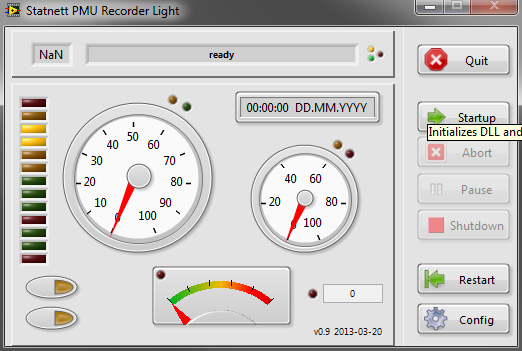 Statnett PMU Recorder Light
NaN
ready
Quit
00:00:00 DD.MM.YYYY
Startup
Initializes DLL and
Abort
Pause
Shutdown
Restart
Config
0
10
20
30
40
50
60
70
80
90
100
0
20
40
60
80
100
0
v0.9 2013-03-20